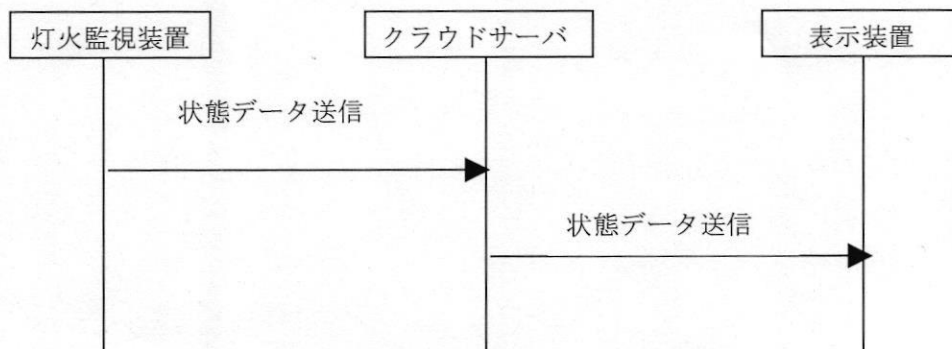 灯火監視装置
クラウドサーバ
表示装置
状態データ送信
状態データ送信